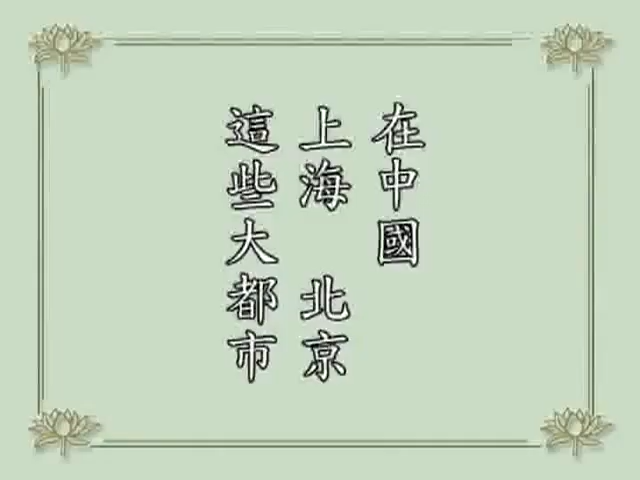 在中國
上海 北京
這些大都市